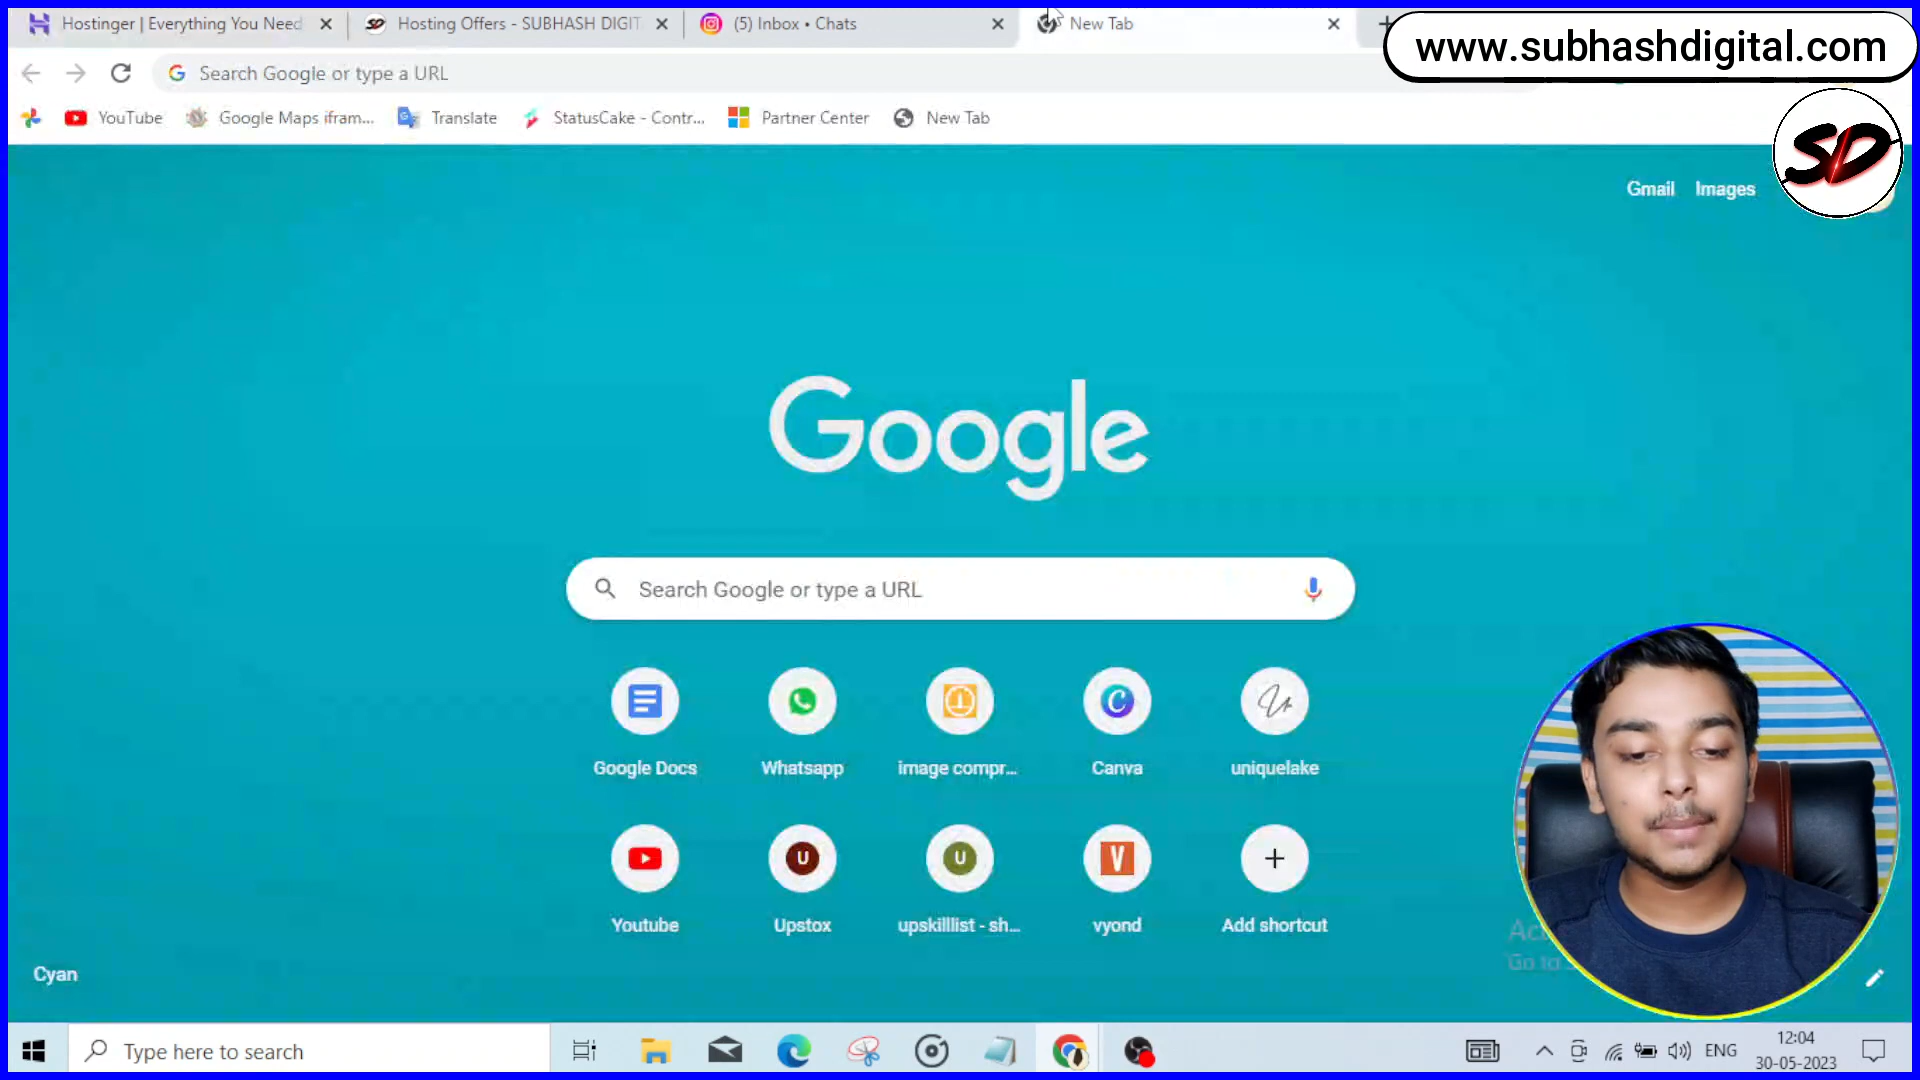 Hostinger | Everything You Need
Hosting Offers - SUBHASH DIGIT
(5) Inbox • Chats
New Tab
www.subhashdigital.com
Search Google or type a URL
YouTube
Google Maps ifram...
Translate
StatusCake - Contr...
Partner Center
New Tab
SD
Gmail
Images
Google
Search Google or type a URL
Google Docs
Whatsapp
image compr...
Canva
uniquelake
Youtube
Upstox
upskilllist - sh...
vyond
Add shortcut
Go to
Cyan
Type here to search
ENG
12:04
30-05-2023